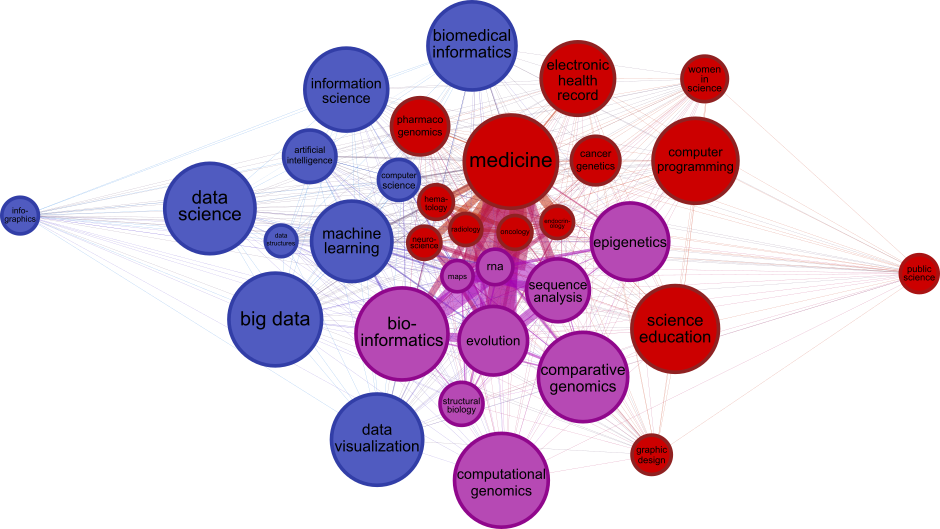 biomedical
informatics
electronic
health
record
women
in
science
information
science
pharmaco
genomics
artificial
intelligence
medicine
cancer
genetics
computer
programming
computer
science
data
science
info-
graphics
hema-
tology
radiology
oncology
neuro-
science
data
structures
machine
learning
epigenetics
maps
rna
sequence
analysis
public
science
big data
bio-
informatics
evolution
science
education
comparative
genomics
structural
biology
data
visualization
graphic
design
computational
genomics